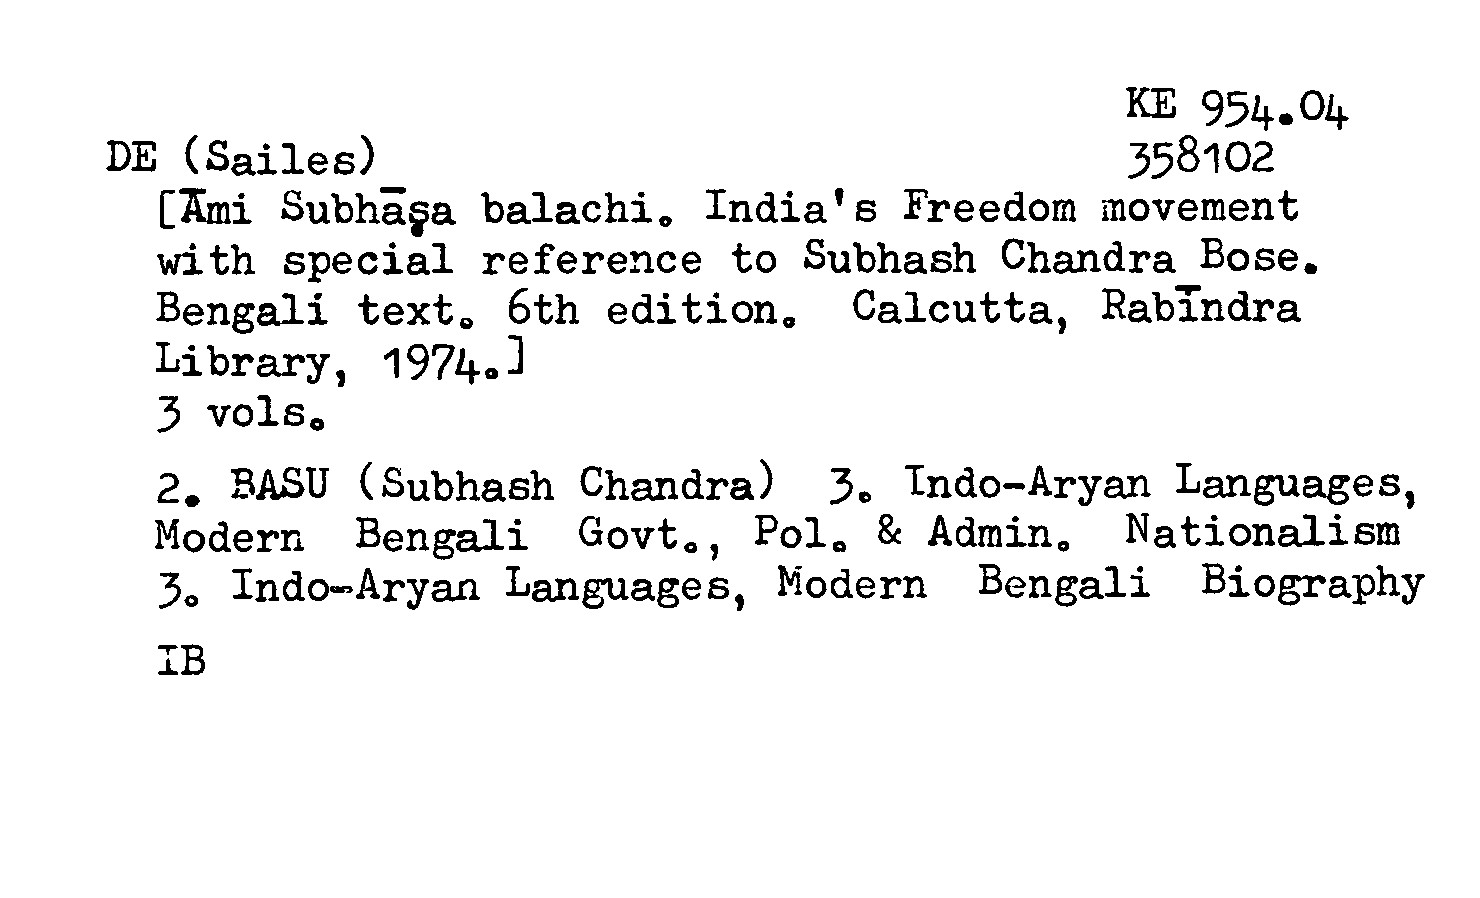 KE 954.04
DE (Sailes)
358102
[Āmi Subhāṣa balachi. India's Freedom movement
with special reference to Subhash Chandra Bose.
Bengali text. 6th edition. Calcutta, Rabīndra
Library, 1974.]
3 vols.
2. BASU (Subhash Chandra) 3. Indo-Aryan Languages,
Modern Bengali Govt., Pol. & Admin. Nationalism
3. Indo-Aryan Languages, Modern Bengali Biography
IB